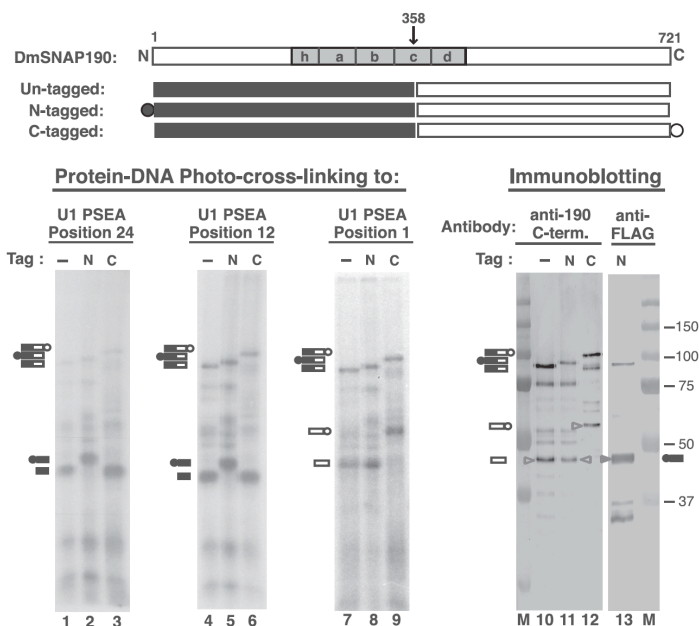 358
1 721
DmSNAP190: N h a b c d C
Un-tagged:
N-tagged:
C-tagged:
Protein-DNA Photo-cross-linking to: Immunoblotting
U1 PSEA Position 24
U1 PSEA Position 12
U1 PSEA Position 1
Antibody: anti-190 C-term. anti-FLAG
Tag : – N C – N C – N C Tag : – N C N
–150
–100
–75
–50
–37
1 2 3 4 5 6 7 8 9 M 10 11 12 13 M